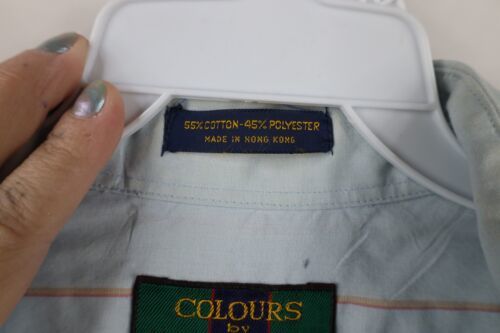 55% COTTON-45% POLYESTER
MADE IN HONG KONG
COLOURS
by